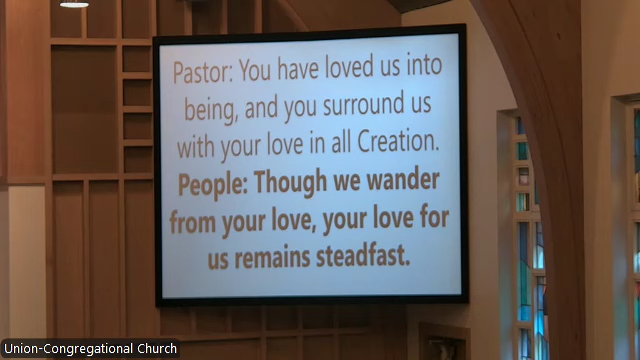 Pastor: You have loved us into
being, and you surround us
with your love in all Creation.
People: Though we wander
from your love, your love for
us remains steadfast.
Union-Congregational Church